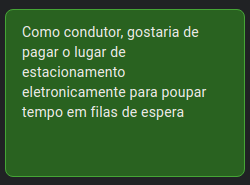 Como condutor, gostaria de
pagar o lugar de
estacionamento
eletronicamente para poupar
tempo em filas de espera